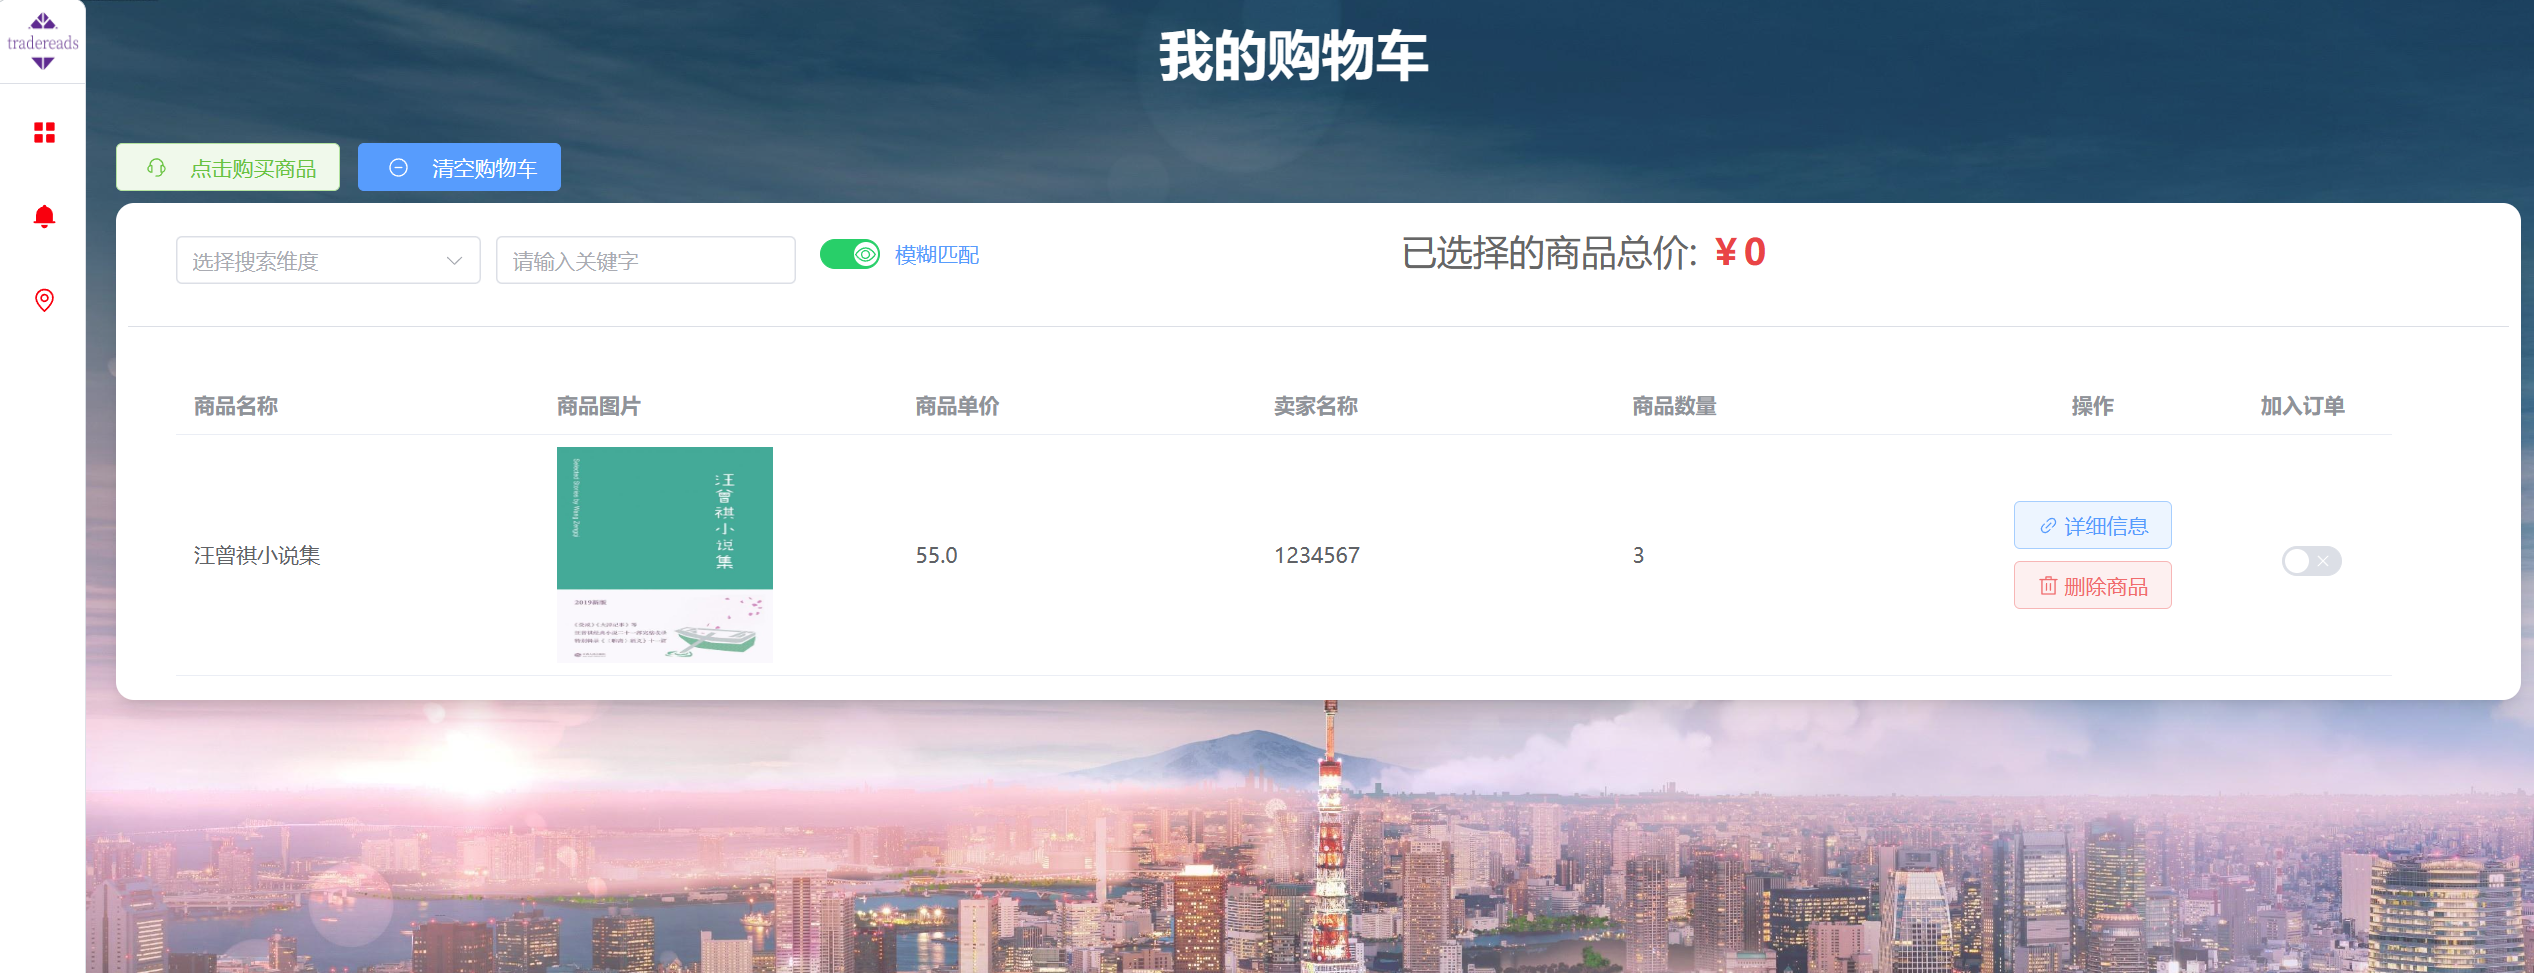 tradereads
我的购物车
点击购买商品
清空购物车
选择搜索维度
请输入关键字
模糊匹配
已选择的商品总价: ¥ 0
商品名称
商品图片
商品单价
卖家名称
商品数量
操作
加入订单
汪曾祺小说集
汪曾祺小说集
Selected Stories by Wang Zengqi
2019新版
55.0
1234567
3
详细信息
删除商品